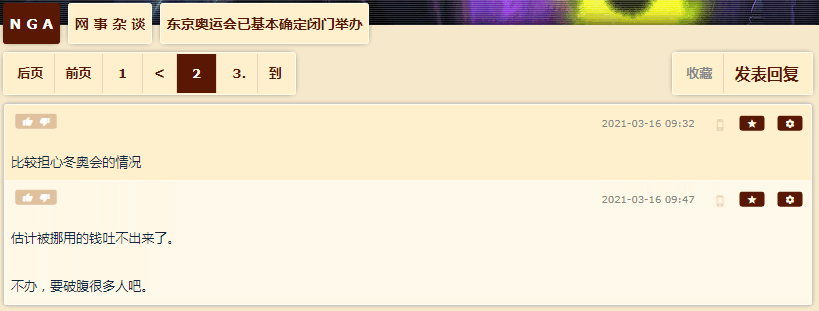 NGA 网事杂谈 东京奥运会已基本确定闭门举办
后页 前页 1 < 2 3. 到 收藏 发表回复
2021-03-16 09:32
比较担心冬奥会的情况
2021-03-16 09:47
估计被挪用的钱吐不出来了。
不办，要破腹很多人吧。